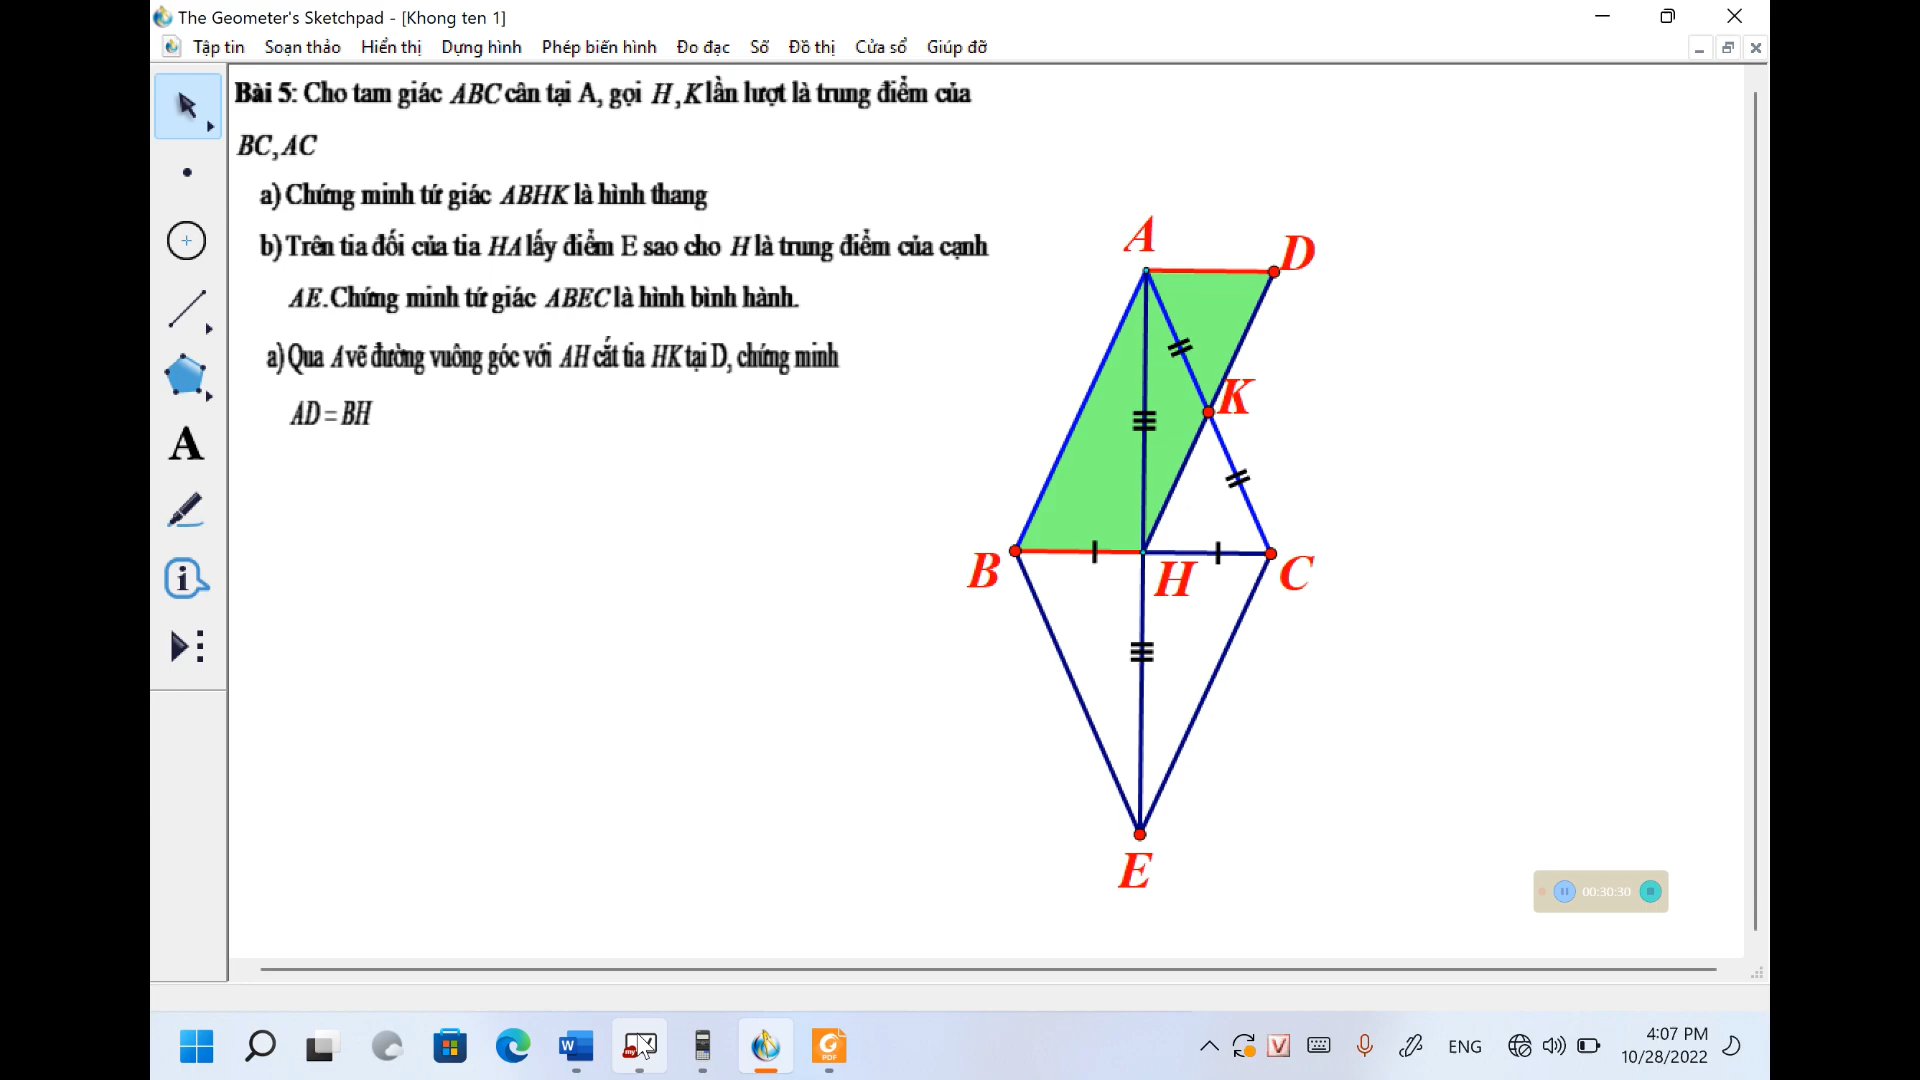 The Geometer's Sketchpad - [Khong ten 1]
Tập tin Soạn thảo Hiển thị Dựng hình Phép biến hình Đo đạc Số Đồ thị Cửa sổ Giúp đỡ
Bài 5: Cho tam giác ABC cân tại A, gọi H,K lần lượt là trung điểm của
BC,AC
a) Chứng minh tứ giác ABHK là hình thang
b) Trên tia đối của tia HA lấy điểm E sao cho H là trung điểm của cạnh
AE.Chứng minh tứ giác ABEC là hình bình hành.
a) Qua A vẽ đường vuông góc với AH cắt tia HK tại D, chứng minh
AD = BH
A
D
K
B
H
C
E
A
00:30:30
ENG
4:07 PM
10/28/2022